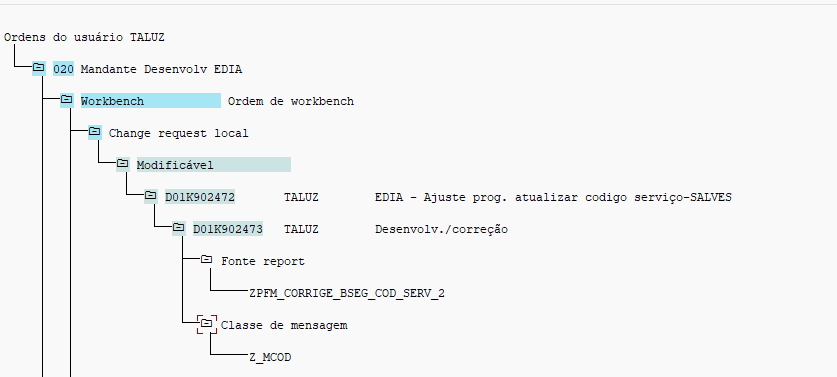 Ordens do usuário TALUZ
020 Mandante Desenvolv EDIA
Workbench Ordem de workbench
Change request local
Modificável
D01K902472 TALUZ EDIA - Ajuste prog. atualizar codigo serviço-SALVES
D01K902473 TALUZ Desenvolv./correção
Fonte report
ZPFM_CORRIGE_BSEG_COD_SERV_2
Classe de mensagem
Z_MCOD